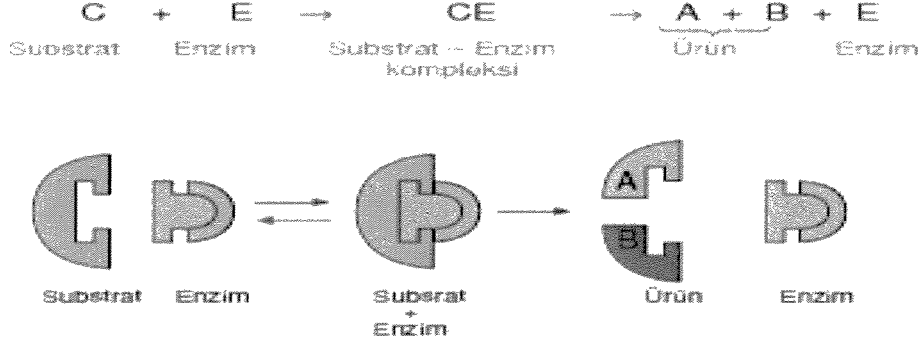 C + E → CE → A + B + E
Substrat Enzim Substrat – Enzim Ürün Enzim
kompleksi
A
B
Substrat Enzim Subsrat Ürün Enzim
+
Enzim